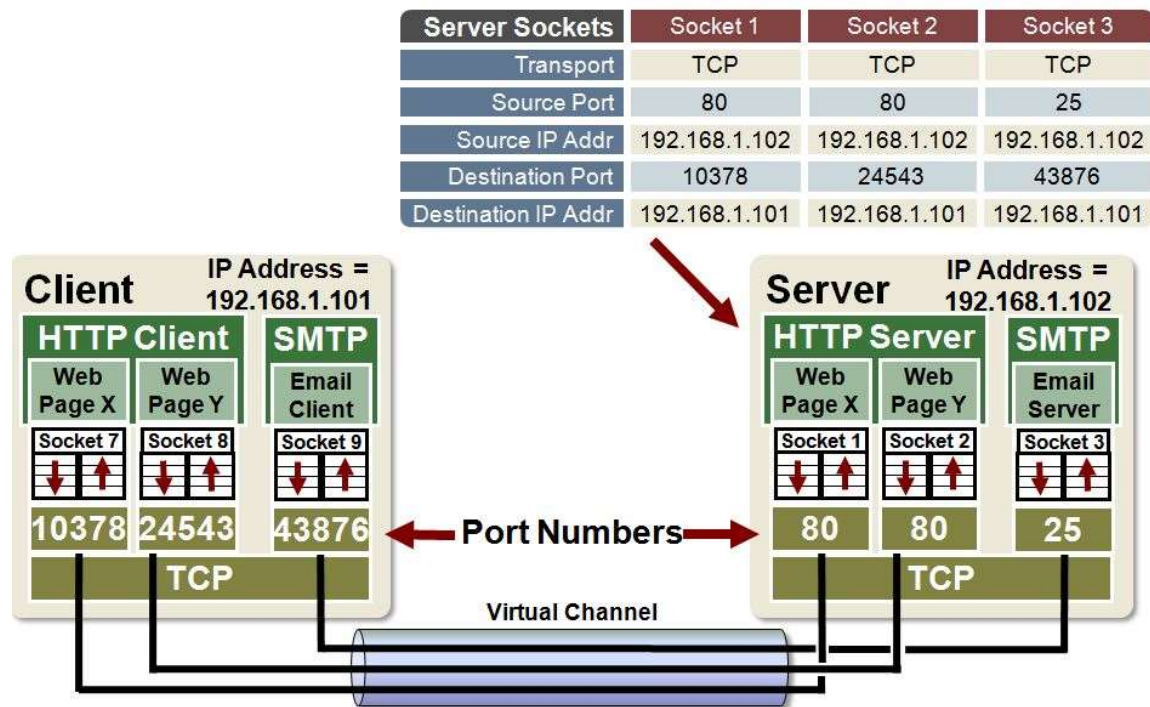 Server Sockets Socket 1 Socket 2 Socket 3
Transport TCP TCP TCP
Source Port 80 80 25
Source IP Addr 192.168.1.102 192.168.1.102 192.168.1.102
Destination Port 10378 24543 43876
Destination IP Addr 192.168.1.101 192.168.1.101 192.168.1.101
Client
IP Address =
192.168.1.101
HTTP Client
SMTP
Web
Page X
Web
Page Y
Email
Client
Socket 7
Socket 8
Socket 9
10378
24543
43876
TCP
Port Numbers
Server
IP Address =
192.168.1.102
HTTP Server
SMTP
Web
Page X
Web
Page Y
Email
Server
Socket 1
Socket 2
Socket 3
80
80
25
TCP
Virtual Channel